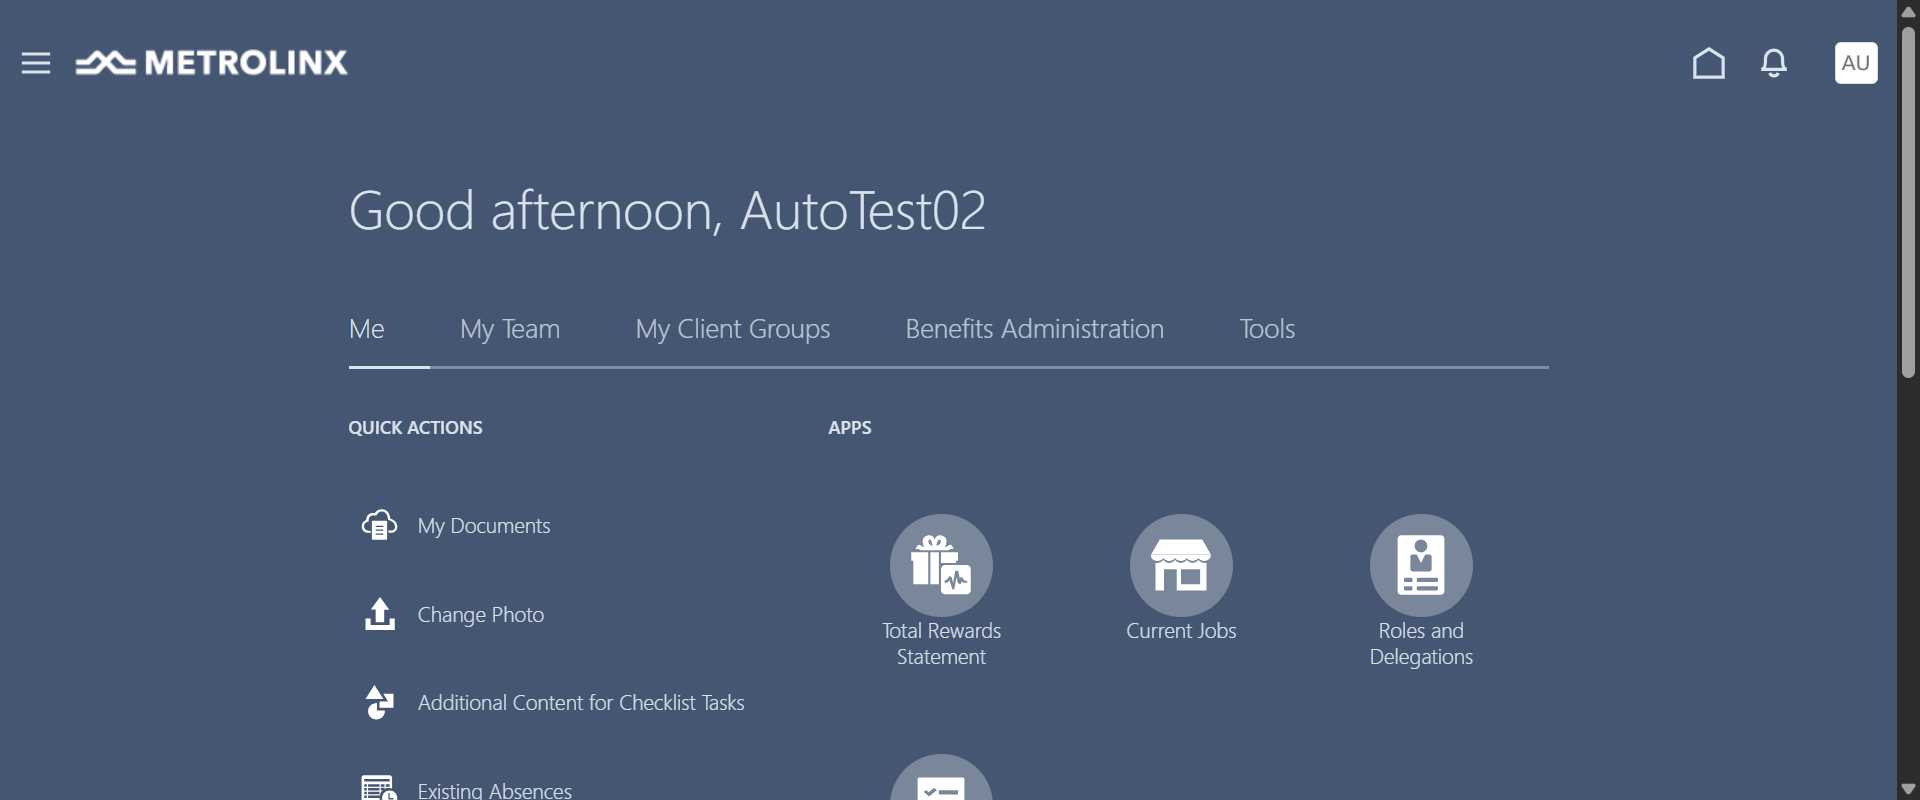 METROLINX
AU
Good afternoon, AutoTest02
Me
My Team
My Client Groups
Benefits Administration
Tools
QUICK ACTIONS
APPS
My Documents
Change Photo
Additional Content for Checklist Tasks
Existing Absences
Total Rewards
Statement
Current Jobs
Roles and
Delegations